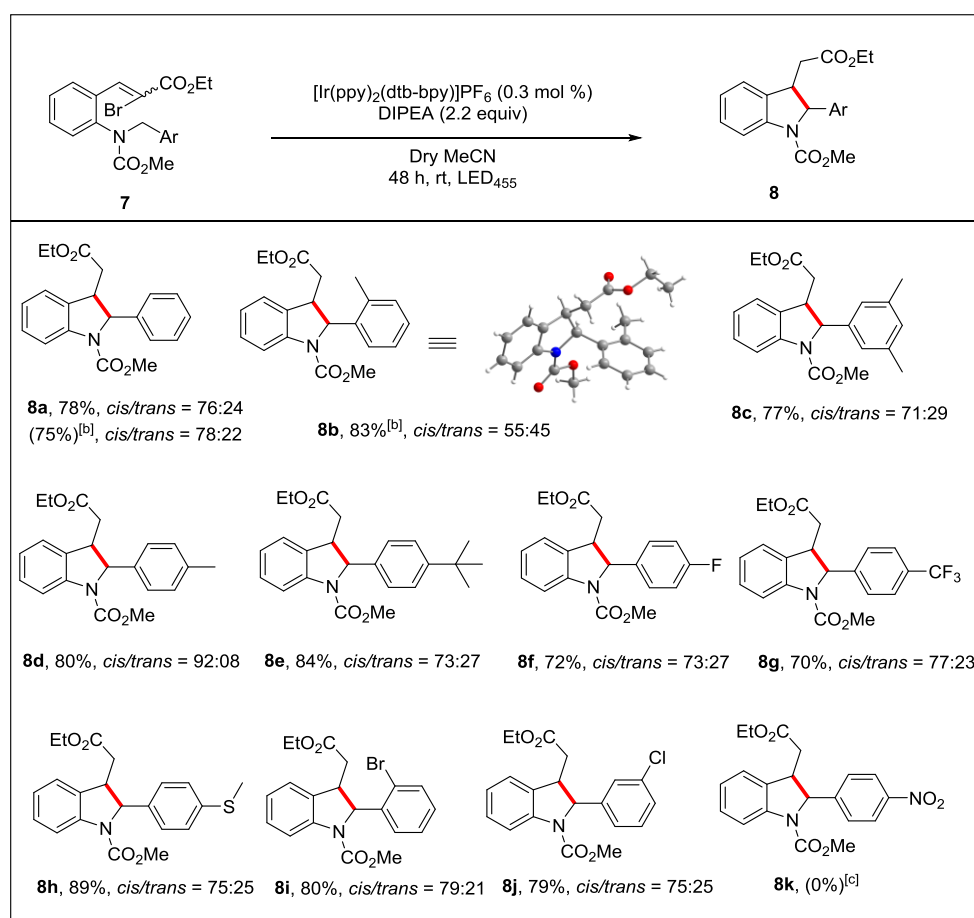 CO₂Et
Br
N
Ar
CO₂Me
7
[Ir(ppy)₂(dtb-bpy)]PF₆ (0.3 mol %)
DIPEA (2.2 equiv)
Dry MeCN
48 h, rt, LED₄₅₅
CO₂Et
Ar
N
CO₂Me
8
EtO₂C
N
CO₂Me
8a, 78%, cis/trans = 76:24
(75%)[b], cis/trans = 78:22
EtO₂C
N
CO₂Me
8b, 83%[b], cis/trans = 55:45
EtO₂C
N
CO₂Me
8c, 77%, cis/trans = 71:29
EtO₂C
N
CO₂Me
8d, 80%, cis/trans = 92:08
EtO₂C
N
CO₂Me
8e, 84%, cis/trans = 73:27
EtO₂C
F
N
CO₂Me
8f, 72%, cis/trans = 73:27
EtO₂C
CF₃
N
CO₂Me
8g, 70%, cis/trans = 77:23
EtO₂C
S
N
CO₂Me
8h, 89%, cis/trans = 75:25
EtO₂C
Br
N
CO₂Me
8i, 80%, cis/trans = 79:21
EtO₂C
Cl
N
CO₂Me
8j, 79%, cis/trans = 75:25
EtO₂C
NO₂
N
CO₂Me
8k, (0%)[c]